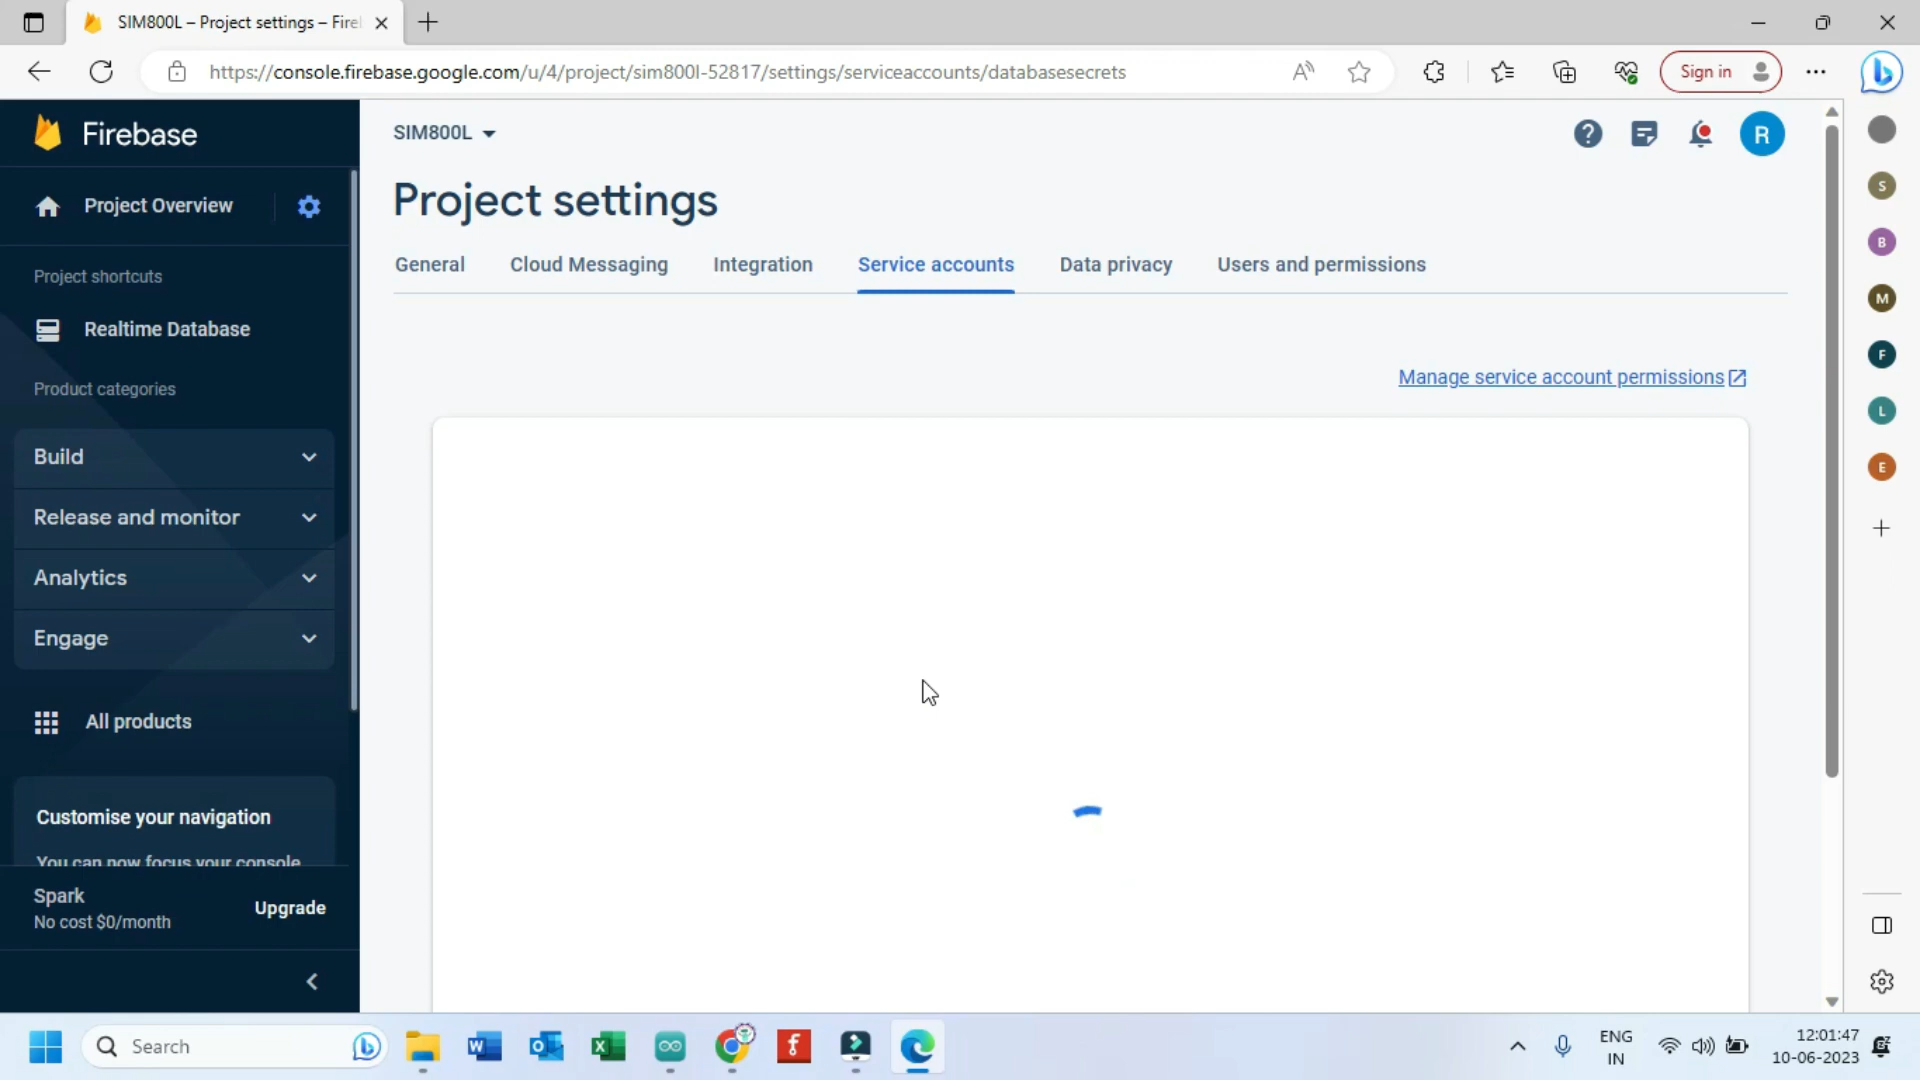 SIM800L – Project settings – Fire
https://console.firebase.google.com/u/4/project/sim800l-52817/settings/serviceaccounts/databasesecrets
Sign in
Firebase
SIM800L
R
Project settings
Project Overview
General
Cloud Messaging
Integration
Service accounts
Data privacy
Users and permissions
Project shortcuts
Realtime Database
Manage service account permissions
Product categories
Build
Release and monitor
Analytics
Engage
All products
Customise your navigation
You can now focus your console
Spark
No cost $0/month
Upgrade
S
B
M
F
L
E
Search
ENG
IN
12:01:47
10-06-2023